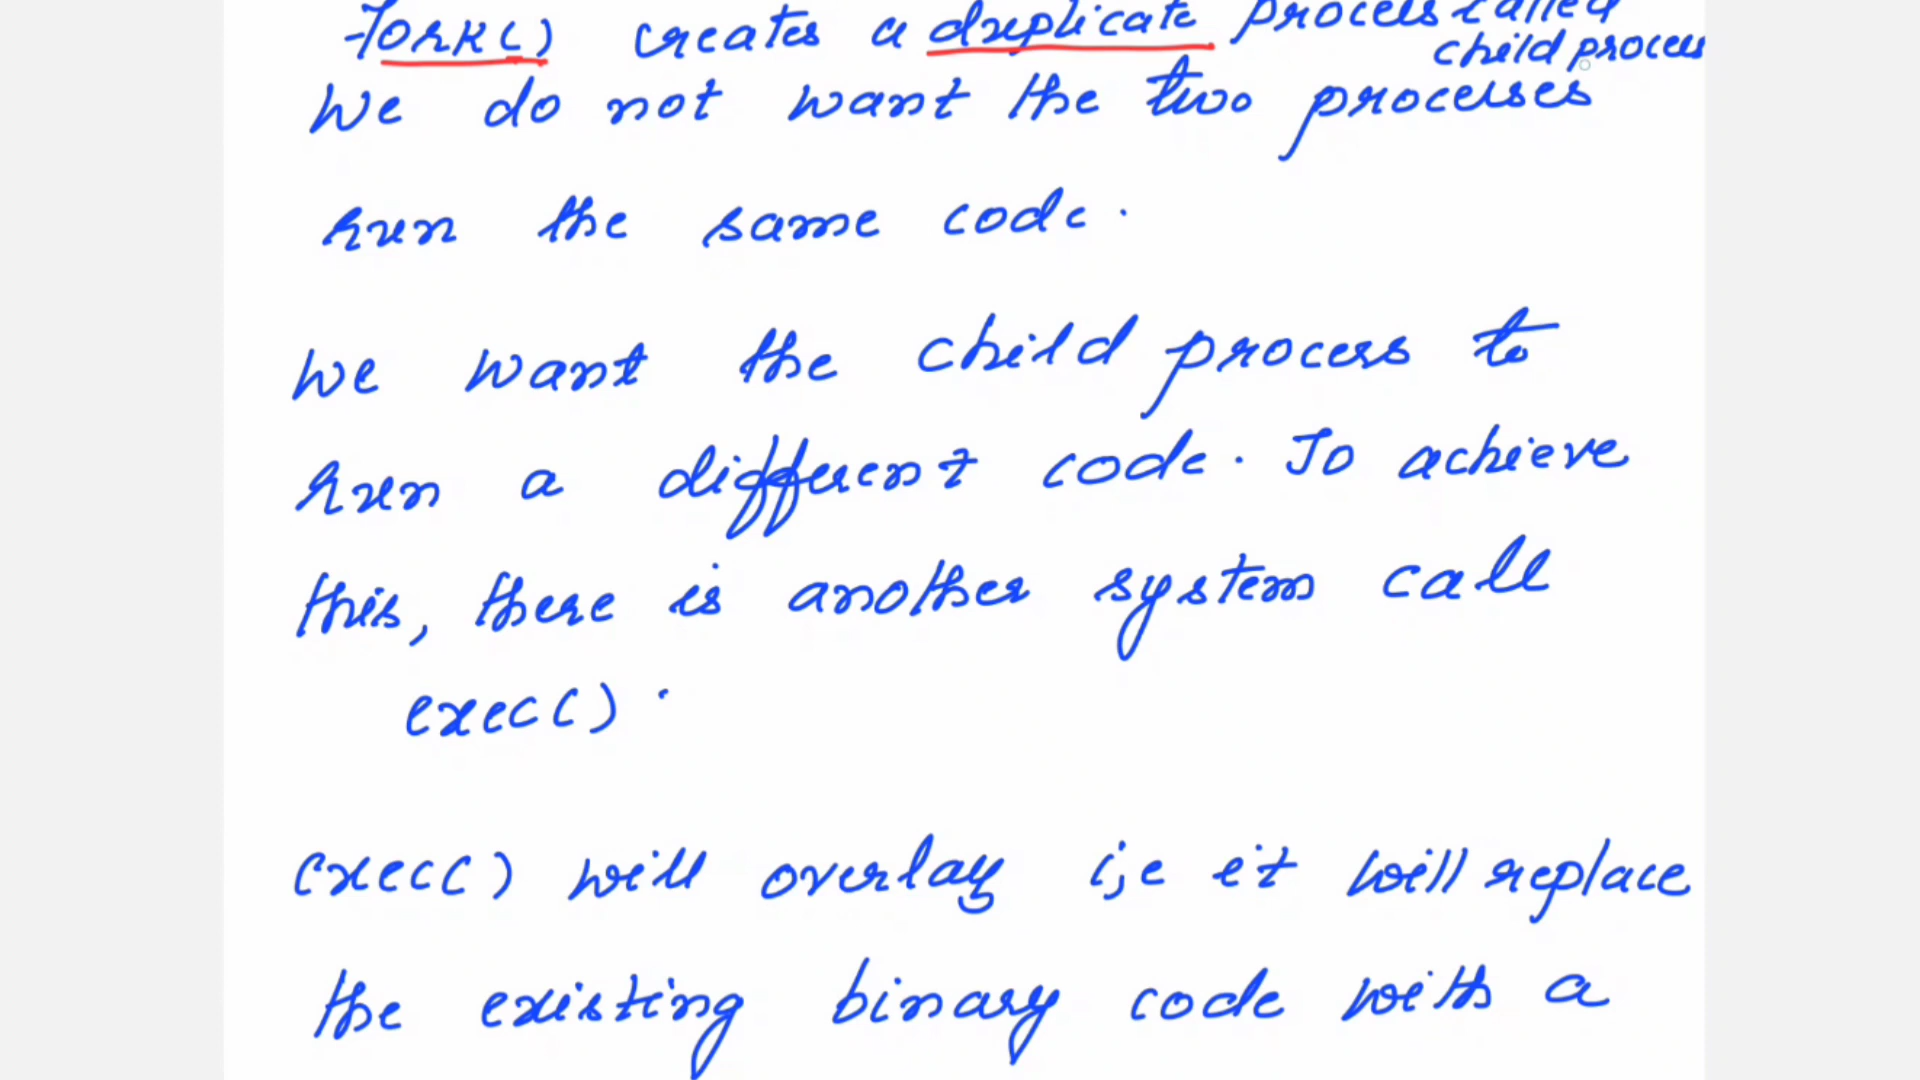 fork() creates a duplicate process called
child process
We do not want the two processes
run the same code.
We want the child process to
run a different code. To achieve
this, there is another system call
exec().
exec() will overlay i,e it will replace
the existing binary code with a